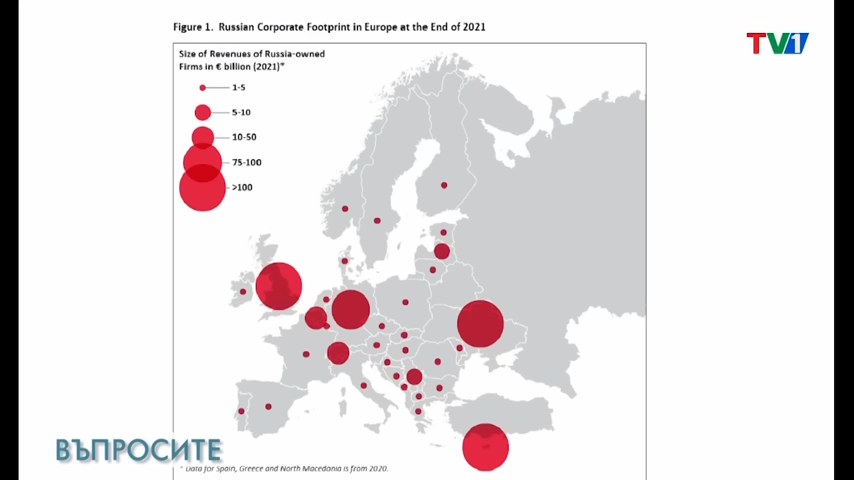 Figure 1. Russian Corporate Footprint in Europe at the End of 2021
TV1
Size of Revenues of Russia-owned
Firms in € billion (2021)*
1-5
5-10
10-50
75-100
>100
ВЪПРОСИТЕ
* Data for Spain, Greece and North Macedonia is from 2020.